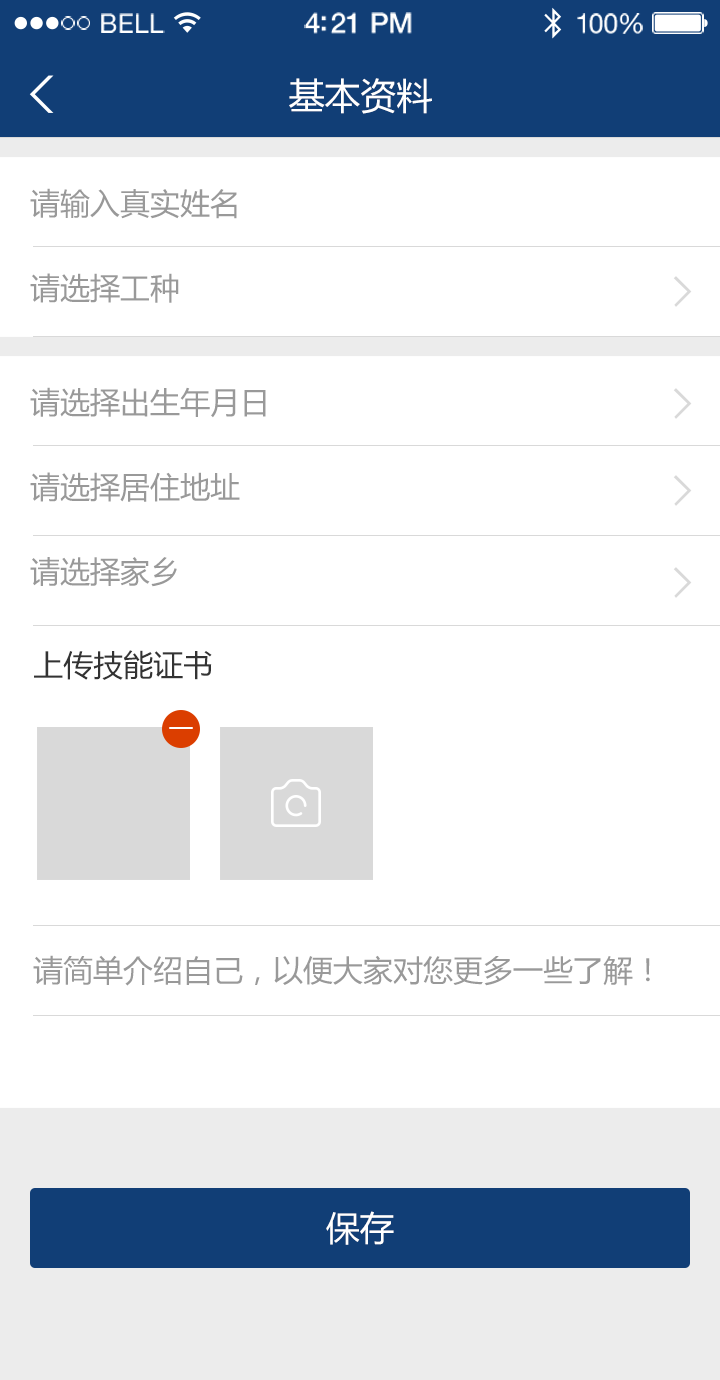 BELL 4:21 PM 100%
基本资料
请输入真实姓名
请选择工种
请选择出生年月日
请选择居住地址
请选择家乡
上传技能证书
请简单介绍自己，以便大家对您更多一些了解！
保存